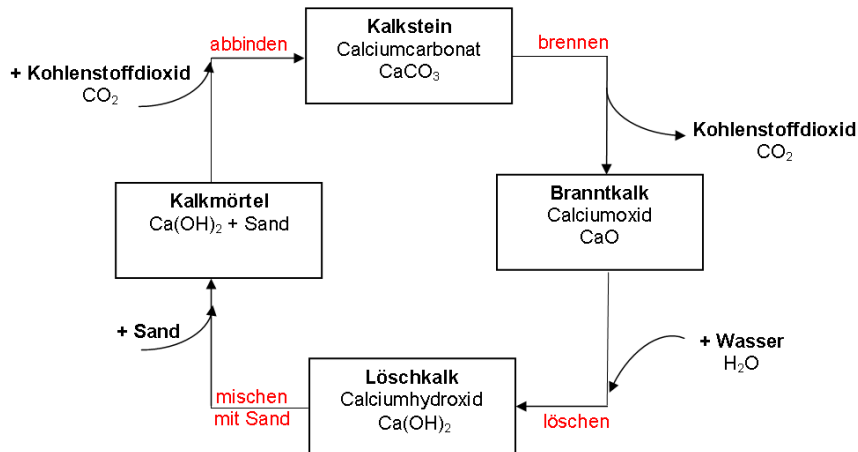 Kalkstein
Calciumcarbonat
CaCO₃
brennen
Kohlenstoffdioxid
CO₂
Branntkalk
Calciumoxid
CaO
+ Wasser
H₂O
löschen
Löschkalk
Calciumhydroxid
Ca(OH)₂
mischen
mit Sand
+ Sand
Kalkmörtel
Ca(OH)₂ + Sand
+ Kohlenstoffdioxid
CO₂
abbinden